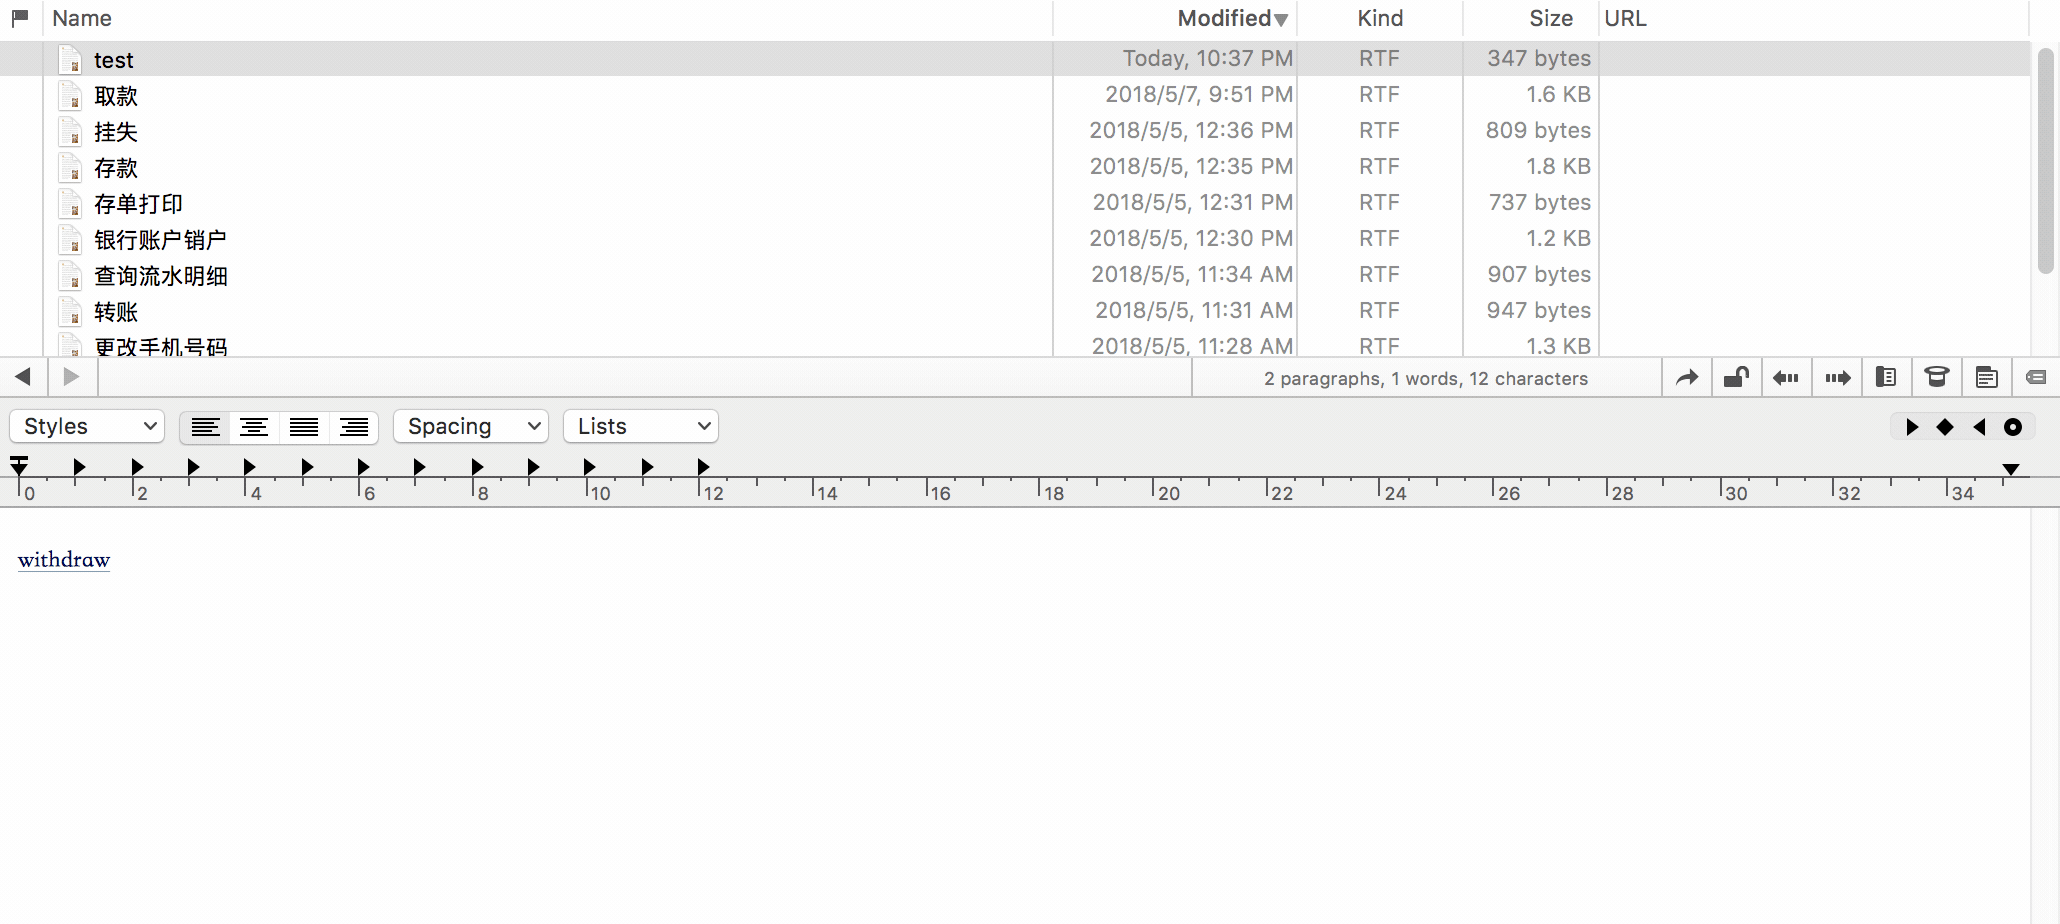 Name Modified Kind Size URL
test Today, 10:37 PM RTF 347 bytes
取款 2018/5/7, 9:51 PM RTF 1.6 KB
挂失 2018/5/5, 12:36 PM RTF 809 bytes
存款 2018/5/5, 12:35 PM RTF 1.8 KB
存单打印 2018/5/5, 12:31 PM RTF 737 bytes
银行账户销户 2018/5/5, 12:30 PM RTF 1.2 KB
查询流水明细 2018/5/5, 11:34 AM RTF 907 bytes
转账 2018/5/5, 11:31 AM RTF 947 bytes
更改手机号码 2018/5/5, 11:28 AM RTF 1.3 KB
2 paragraphs, 1 words, 12 characters
Styles Spacing Lists
0 2 4 6 8 10 12 14 16 18 20 22 24 26 28 30 32 34
withdraw